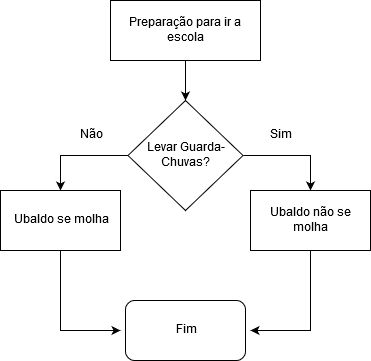 Preparação para ir a
escola
Não
Sim
Levar Guarda-
Chuvas?
Ubaldo se molha
Ubaldo não se
molha
Fim